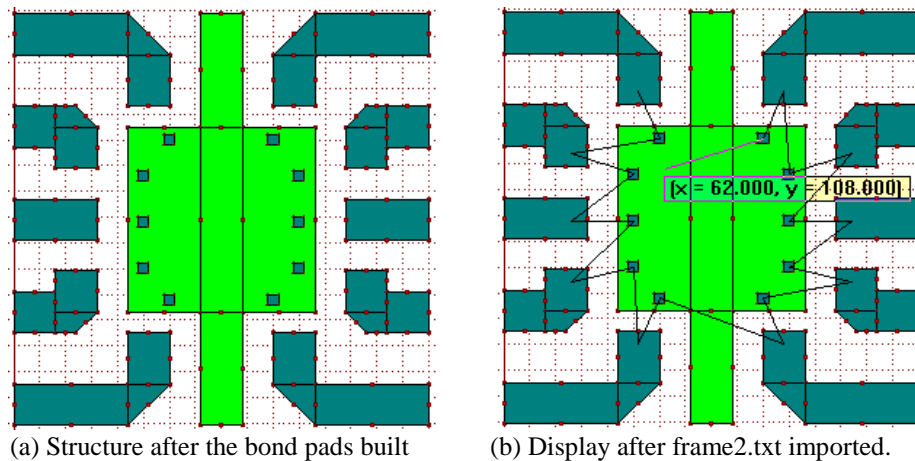 (x = 62.000, y = 108.000)
(a) Structure after the bond pads built
(b) Display after frame2.txt imported.